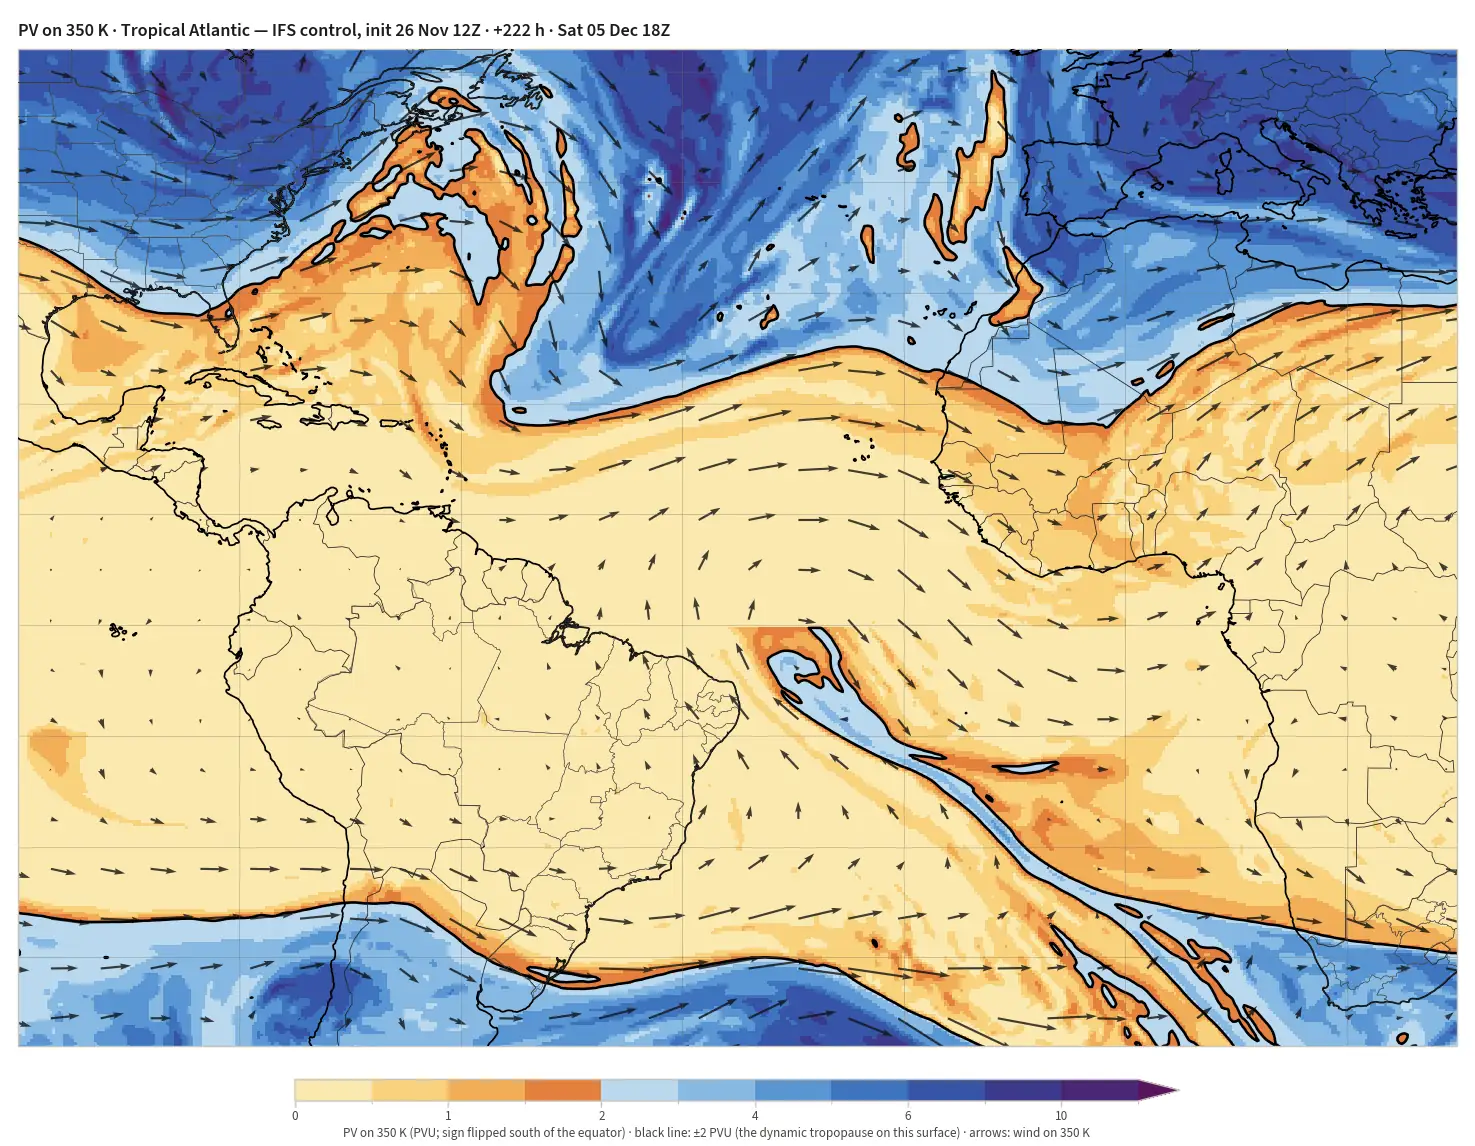 PV on 350 K · Tropical Atlantic — IFS control, init 26 Nov 12Z · +222 h · Sat 05 Dec 18Z
0 1 2 4 6 10
PV on 350 K (PVU; sign flipped south of the equator) · black line: ±2 PVU (the dynamic tropopause on this surface) · arrows: wind on 350 K